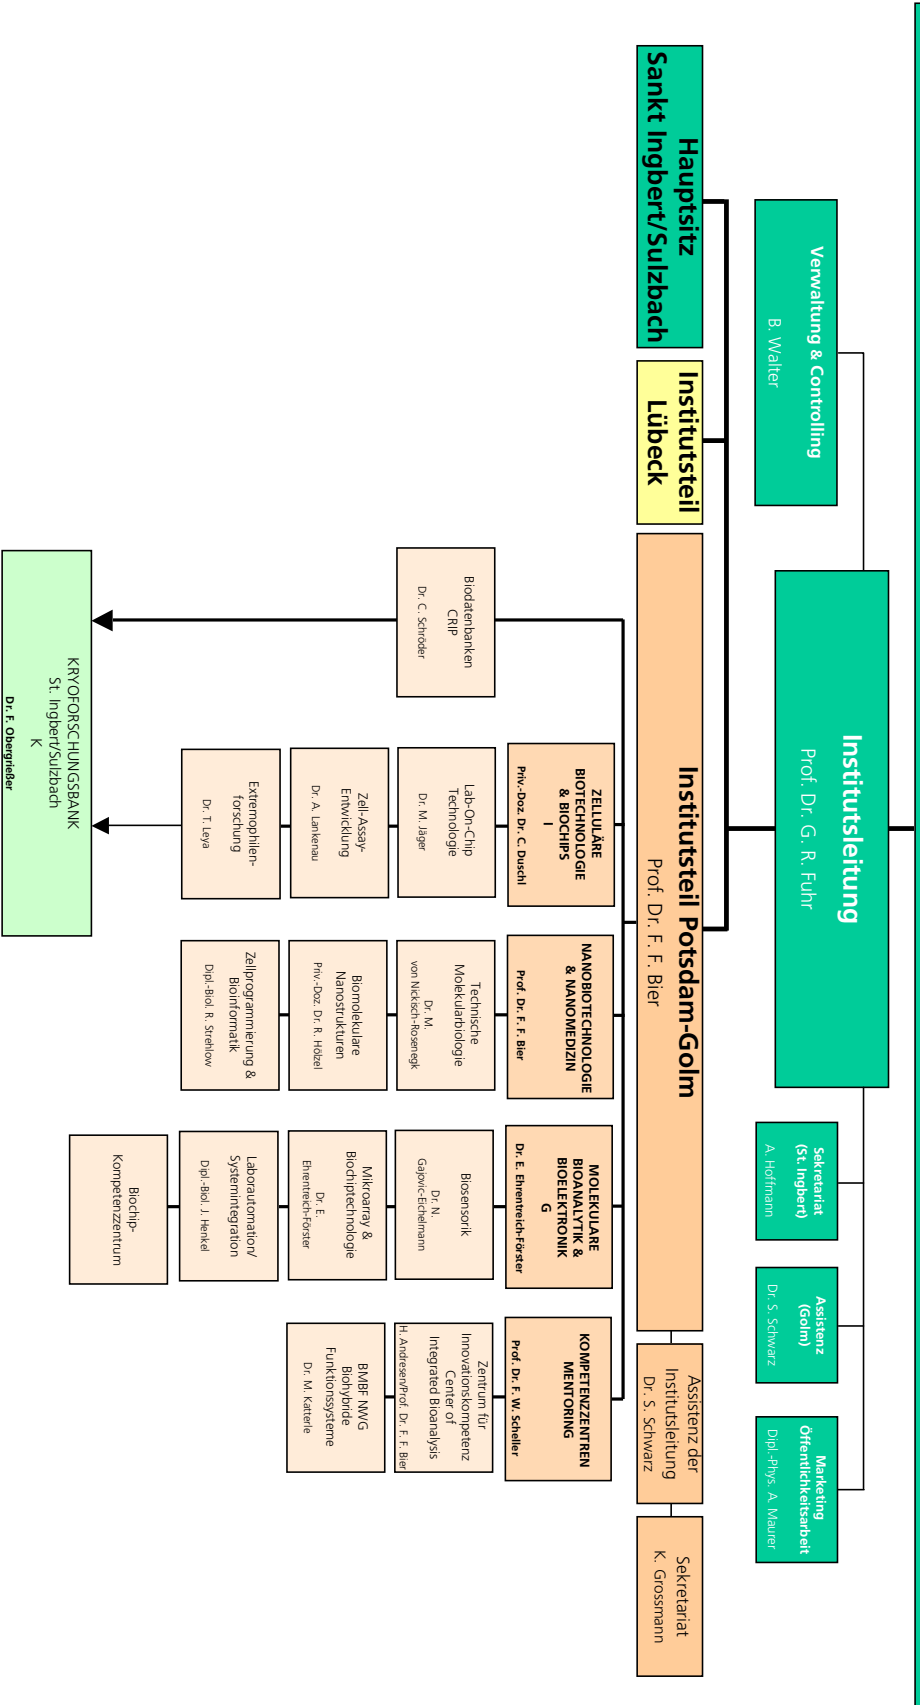 Institutsleitung
Prof. Dr. G. R. Fuhr
Verwaltung & Controlling
B. Walter
Sekretariat
(St. Ingbert)
A. Hoffmann
Assistenz
(Golm)
Dr. S. Schwarz
Marketing
Öffentlichkeitsarbeit
Dipl.-Phys. A. Maurer
Hauptsitz
Sankt Ingbert/Sulzbach
Institutsteil
Lübeck
Institutsteil Potsdam-Golm
Prof. Dr. F. F. Bier
Assistenz der
Institutsleitung
Dr. S. Schwarz
Sekretariat
K. Grossmann
Biodatenbanken
CRIP
Dr. C. Schröder
ZELLULÄRE
BIOTECHNOLOGIE
& BIOCHIPS
I
Priv.-Doz. Dr. C. Duschl
Lab-On-Chip
Technologie
Dr. M. Jäger
Zell-Assay-
Entwicklung
Dr. A. Lankenau
Extremophilen-
forschung
Dr. T. Leya
NANOBIOTECHNOLOGIE
& NANOMEDIZIN
Prof. Dr. F. F. Bier
Technische
Molekularbiologie
Dr. M.
von Nickisch-Rosenegk
Biomolekulare
Nanostrukturen
Priv.-Doz. Dr. R. Hölzel
Zellprogrammierung &
Bioinformatik
Dipl.-Biol. R. Strehlow
MOLEKULARE
BIOANALYTIK &
BIOELEKTRONIK
G
Dr. E. Ehrentreich-Förster
Biosensorik
Dr. N.
Gajovic-Eichelmann
Mikroarray &
Biochiptechnologie
Dr. E.
Ehrentreich-Förster
Laborautomation/
Systemintegration
Dipl.-Biol. J. Henkel
Biochip-
Kompetenzzentrum
KOMPETENZZENTREN
MENTORING
Prof. Dr. F. W. Scheller
Zentrum für
Innovationskompetenz
Center of
Integrated Bioanalysis
H. Andresen/Prof. Dr. F. F. Bier
BMBF NWG
Biohybride
Funktionssysteme
Dr. M. Katterle
KRYOFORSCHUNGSBANK
St. Ingbert/Sulzbach
K
Dr. F. Obergrießer